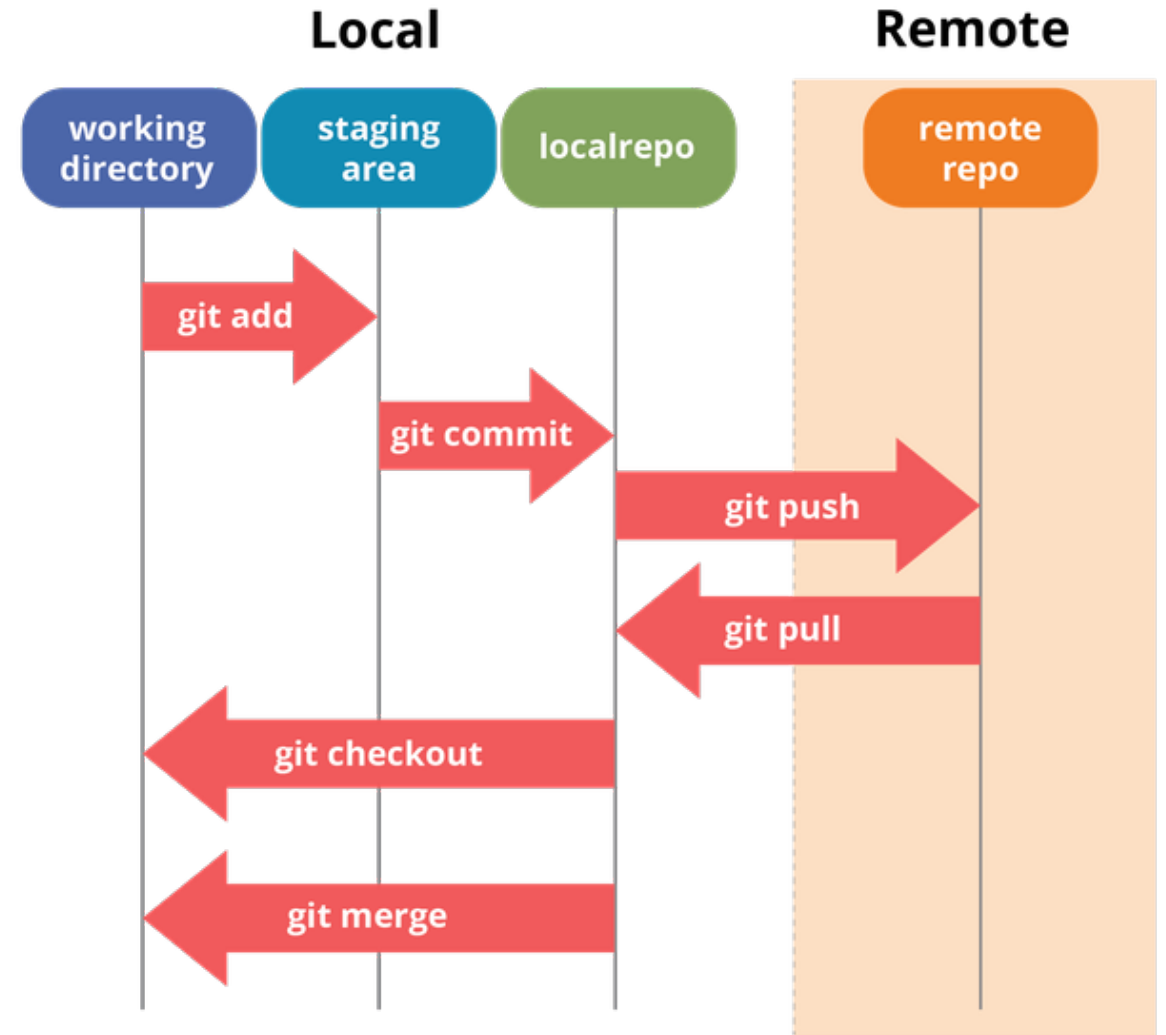 Local
Remote
working
directory
staging
area
localrepo
remote
repo
git add
git commit
git push
git pull
git checkout
git merge